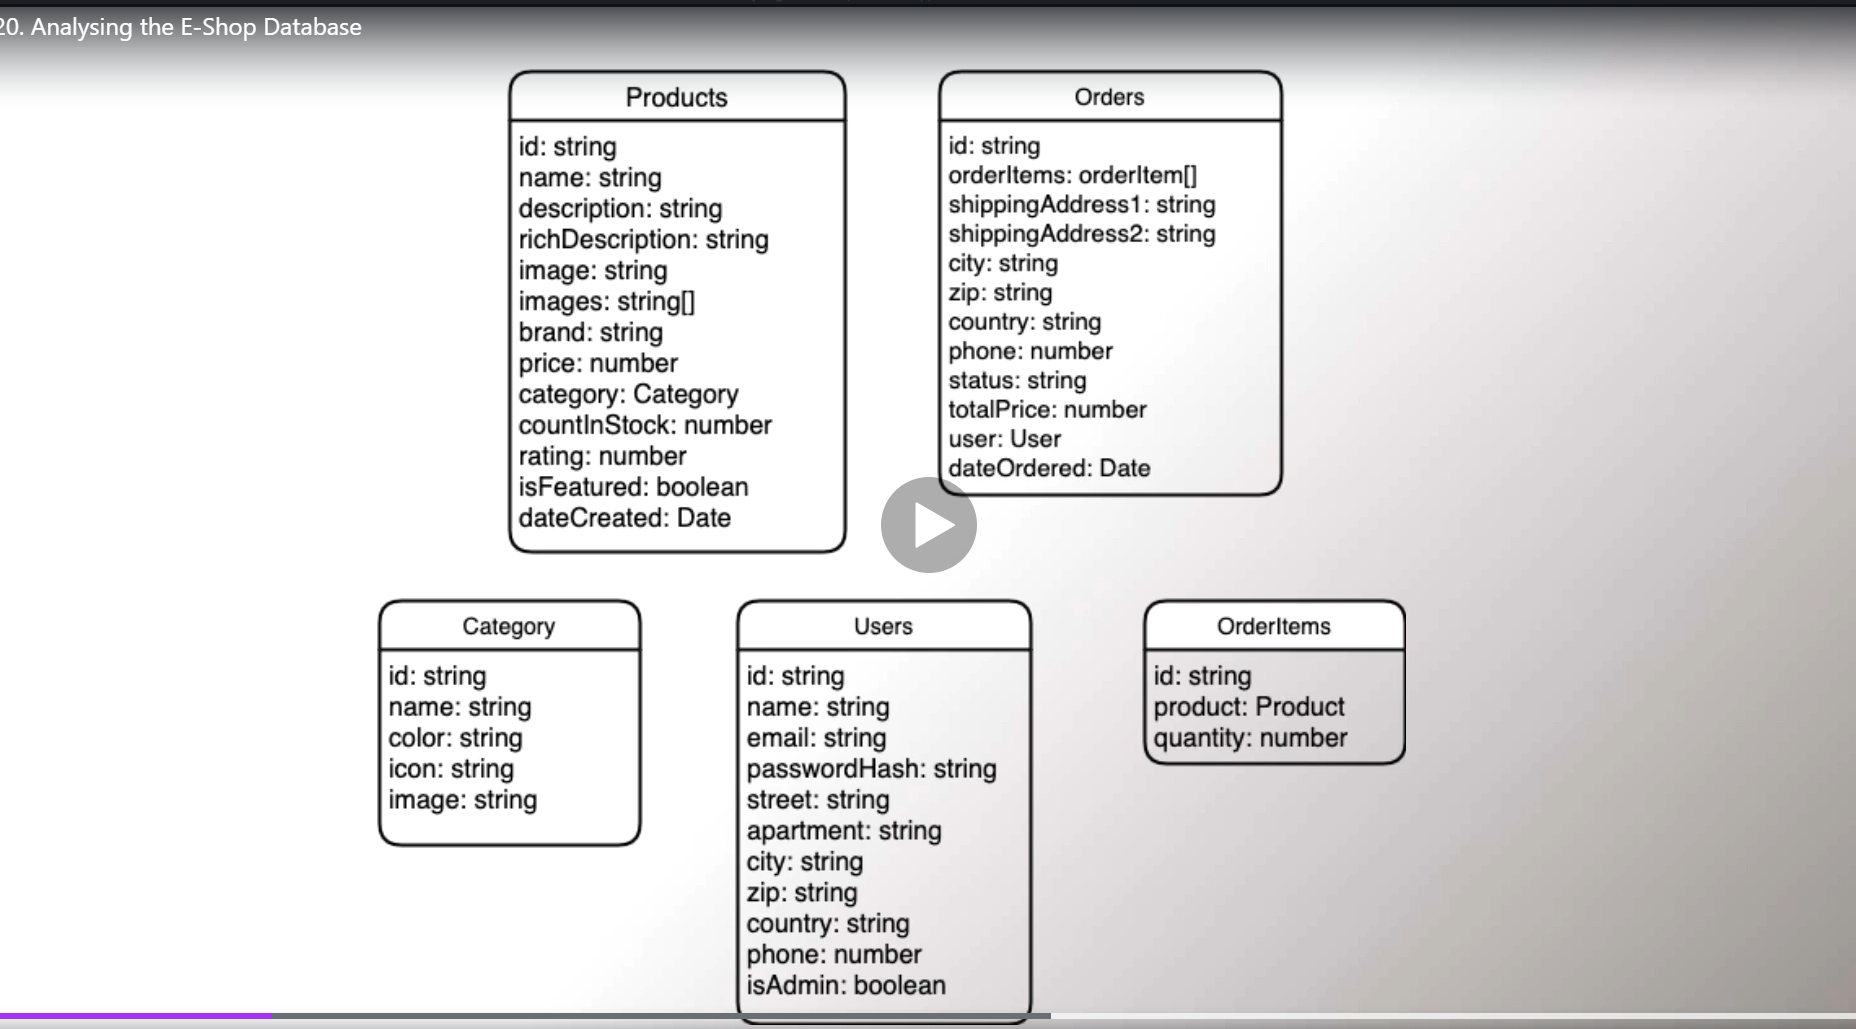 20. Analysing the E-Shop Database
Products
id: string
name: string
description: string
richDescription: string
image: string
images: string[]
brand: string
price: number
category: Category
countInStock: number
rating: number
isFeatured: boolean
dateCreated: Date
Orders
id: string
orderItems: orderItem[]
shippingAddress1: string
shippingAddress2: string
city: string
zip: string
country: string
phone: number
status: string
totalPrice: number
user: User
dateOrdered: Date
Category
id: string
name: string
color: string
icon: string
image: string
Users
id: string
name: string
email: string
passwordHash: string
street: string
apartment: string
city: string
zip: string
country: string
phone: number
isAdmin: boolean
OrderItems
id: string
product: Product
quantity: number